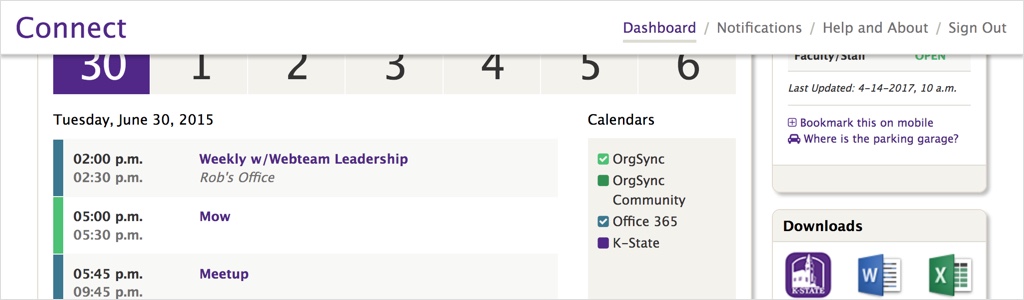 Connect
Dashboard / Notifications / Help and About / Sign Out
30 1 2 3 4 5 6
Faculty/Staff OPEN
Last Updated: 4-14-2017, 10 a.m.
Bookmark this on mobile
Where is the parking garage?
Tuesday, June 30, 2015
02:00 p.m. Weekly w/Webteam Leadership
02:30 p.m. Rob's Office
05:00 p.m. Mow
05:30 p.m.
05:45 p.m. Meetup
09:45 p.m.
Calendars
OrgSync
OrgSync
Community
Office 365
K-State
Downloads
K-STATE
W
X